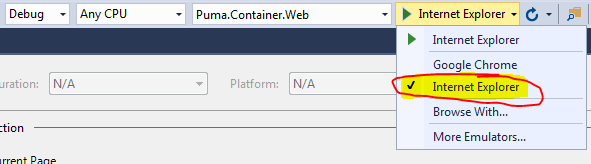 Debug Any CPU Puma.Container.Web Internet Explorer
Internet Explorer
Google Chrome
Internet Explorer
Browse With...
More Emulators...
uration: N/A Platform: N/A
ction
urrent Page